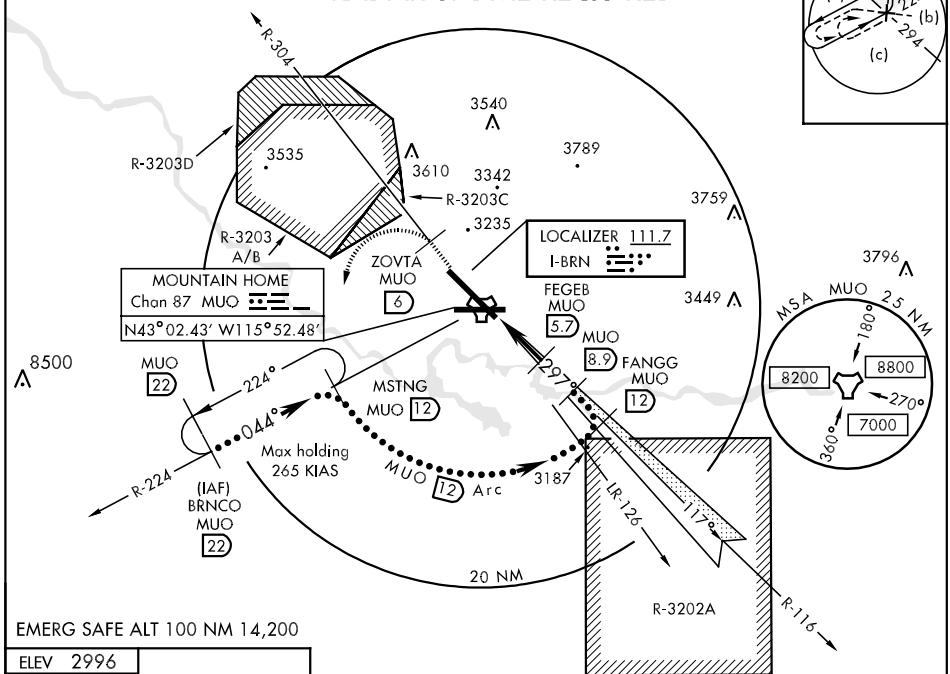 R-304
22
(b)
294
(c)
3540
3789
R-3203D
3535
3610
3342
R-3203C
3759
3235
R-3203
A/B
LOCALIZER 111.7
I-BRN
ZOVTA
MUO
6
3796
MOUNTAIN HOME
Chan 87 MUO
N43°02.43' W115°52.48'
FEGEB
MUO
5.7
3449
MSA MUO 25 NM
180°
8500
MUO
22
224°
MUO
8.9
FANGG
MUO
12
8200
8800
270°
7000
360°
MSTNG
MUO 12
297°
044°
Max holding
265 KIAS
MUO 12 Arc
3187
R-224
(IAF)
BRNCO
MUO
22
LR-126
117°
20 NM
R-116
R-3202A
EMERG SAFE ALT 100 NM 14,200
ELEV 2996